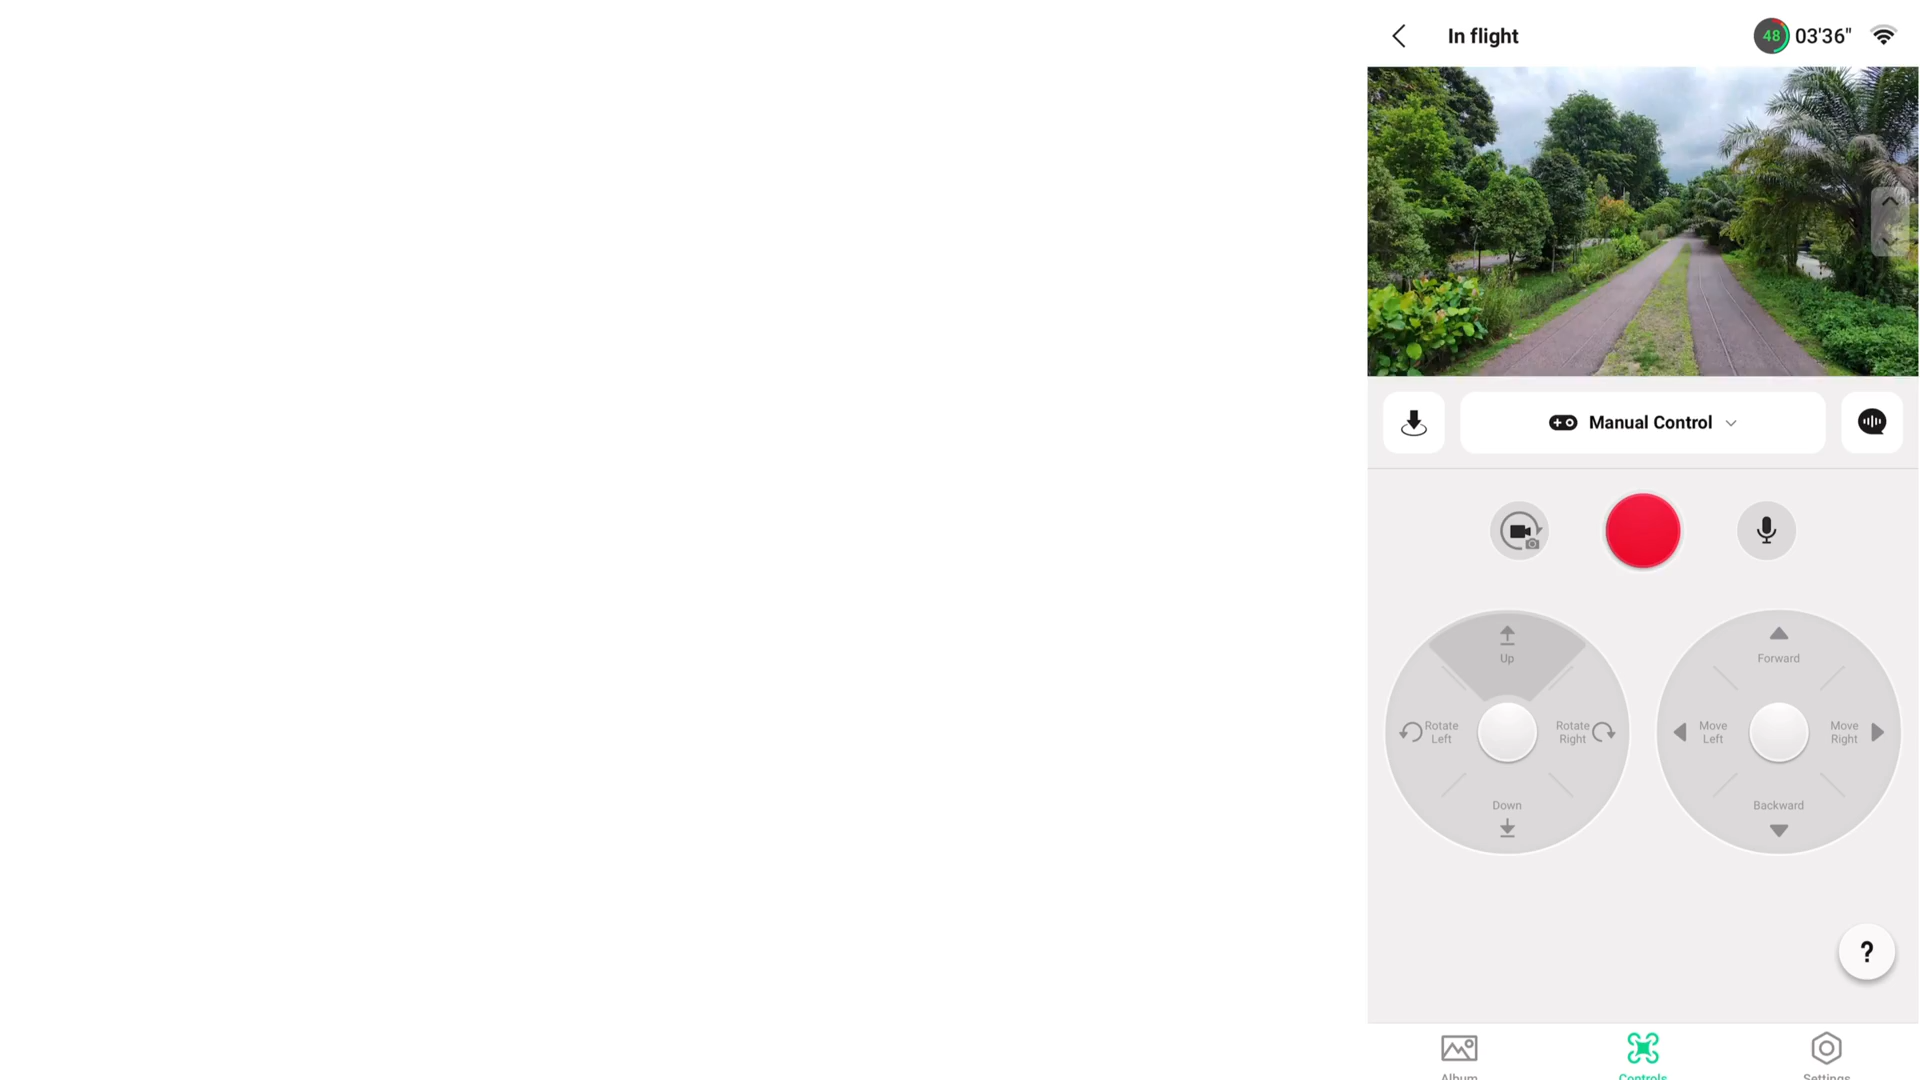 In flight
48 03'36"
Manual Control
Up
Forward
Rotate
Left
Rotate
Right
Move
Left
Move
Right
Down
Backward
?
Album
Controls
Settings